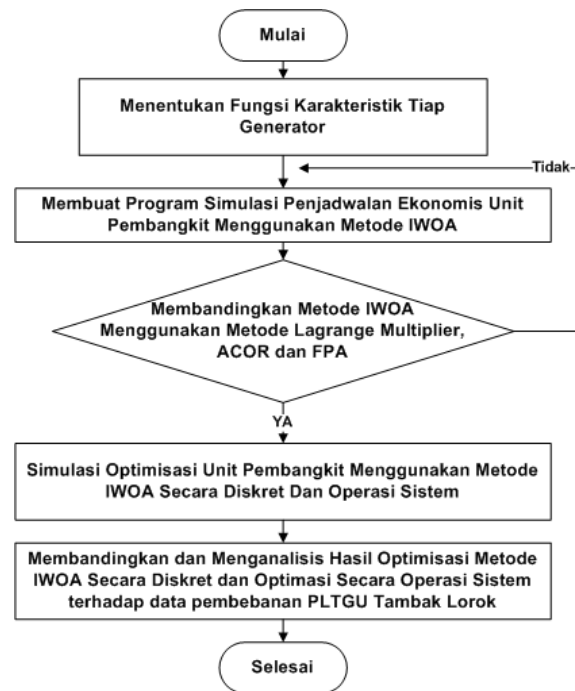 Mulai
Menentukan Fungsi Karakteristik Tiap
Generator
Tidak
Membuat Program Simulasi Penjadwalan Ekonomis Unit
Pembangkit Menggunakan Metode IWOA
Membandingkan Metode IWOA
Menggunakan Metode Lagrange Multiplier,
ACOR dan FPA
YA
Simulasi Optimisasi Unit Pembangkit Menggunakan Metode
IWOA Secara Diskret Dan Operasi Sistem
Membandingkan dan Menganalisis Hasil Optimisasi Metode
IWOA Secara Diskret dan Optimasi Secara Operasi Sistem
terhadap data pembebanan PLTGU Tambak Lorok
Selesai